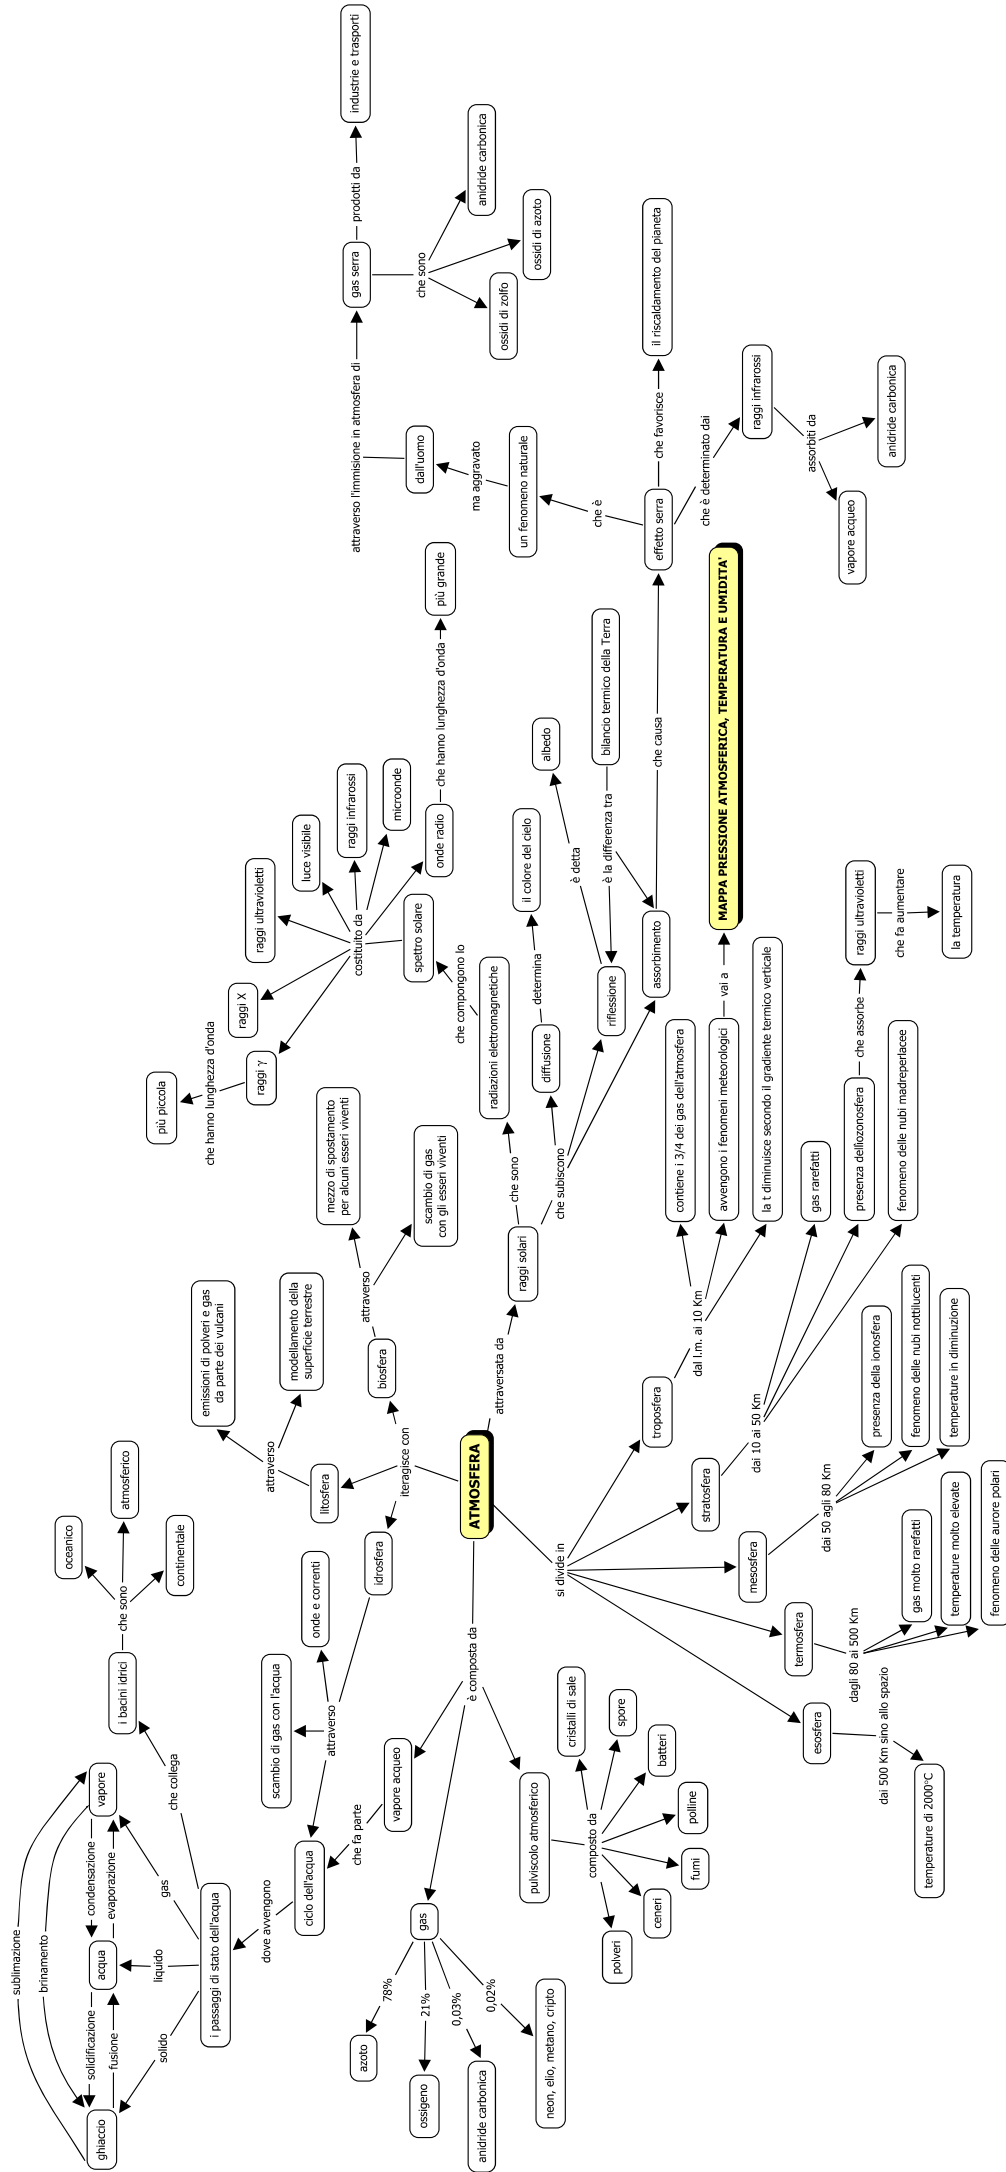 sublimazione
brinamento
ghiaccio
solidificazione
fusione
acqua
condensazione
evaporazione
vapore
solido
liquido
gas
i passaggi di stato dell'acqua
che collega
i bacini idrici
che sono
oceanico
atmosferico
continentale
dove avvengono
ciclo dell'acqua
che fa parte
vapore acqueo
scambio di gas con l'acqua
onde e correnti
attraverso
idrosfera
iteragisce con
litosfera
attraverso
emissioni di polveri e gas
da parte dei vulcani
modellamento della
superficie terrestre
biosfera
attraverso
mezzo di spostamento
per alcuni esseri viventi
scambio di gas
con gli esseri viventi
ATMOSFERA
è composta da
gas
78%
azoto
21%
ossigeno
0,03%
anidride carbonica
0,02%
neon, elio, metano, cripto
pulviscolo atmosferico
composto da
polveri
ceneri
fumi
polline
batteri
spore
cristalli di sale
attraversata da
raggi solari
che sono
radiazioni elettromagnetiche
che compongono lo
spettro solare
costituito da
raggi γ
che hanno lunghezza d'onda
più piccola
raggi X
raggi ultravioletti
luce visibile
raggi infrarossi
microonde
onde radio
che hanno lunghezza d'onda
più grande
che subiscono
diffusione
determina
il colore del cielo
riflessione
è detta
albedo
assorbimento
è la differenza tra
bilancio termico della Terra
che causa
effetto serra
che è
un fenomeno naturale
ma aggravato
dall'uomo
attraverso l'immisione in atmosfera di
gas serra
prodotti da
industrie e trasporti
che sono
ossidi di zolfo
ossidi di azoto
anidride carbonica
che favorisce
il riscaldamento del pianeta
che è determinato dai
raggi infrarossi
assorbiti da
vapore acqueo
anidride carbonica
si divide in
troposfera
dal l.m. ai 10 Km
contiene i 3/4 dei gas dell'atmosfera
avvengono i fenomeni meteorologici
vai a
MAPPA PRESSIONE ATMOSFERICA, TEMPERATURA E UMIDITA'
la t diminuisce secondo il gradiente termico verticale
stratosfera
dai 10 ai 50 Km
gas rarefatti
presenza dell'ozonosfera
che assorbe
raggi ultravioletti
che fa aumentare
la temperatura
fenomeno delle nubi madreperlacee
mesosfera
dai 50 agli 80 Km
presenza della ionosfera
fenomeno delle nubi nottilucenti
temperature in diminuzione
termosfera
dagli 80 ai 500 Km
gas molto rarefatti
temperature molto elevate
fenomeno delle aurore polari
esosfera
dai 500 Km sino allo spazio
temperature di 2000°C